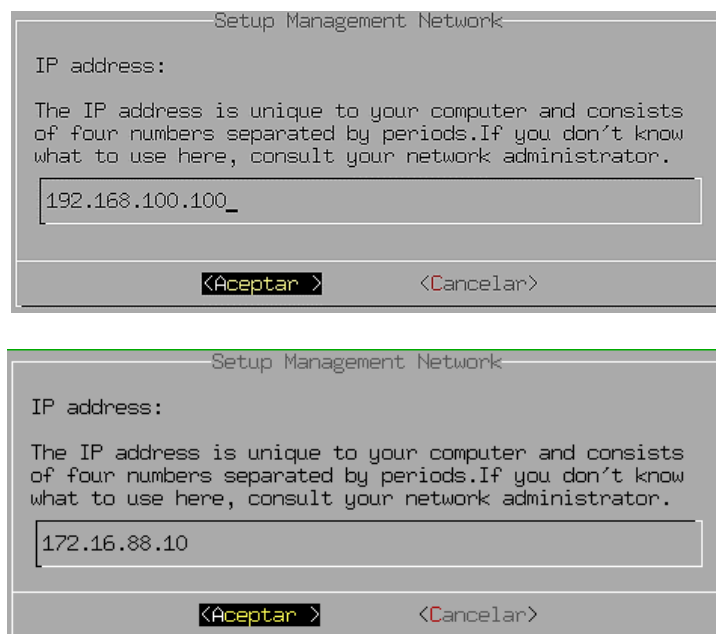 Setup Management Network
IP address:
The IP address is unique to your computer and consists
of four numbers separated by periods.If you don't know
what to use here, consult your network administrator.
192.168.100.100_
<Aceptar > <Cancelar>
Setup Management Network
IP address:
The IP address is unique to your computer and consists
of four numbers separated by periods.If you don't know
what to use here, consult your network administrator.
172.16.88.10
<Aceptar > <Cancelar>